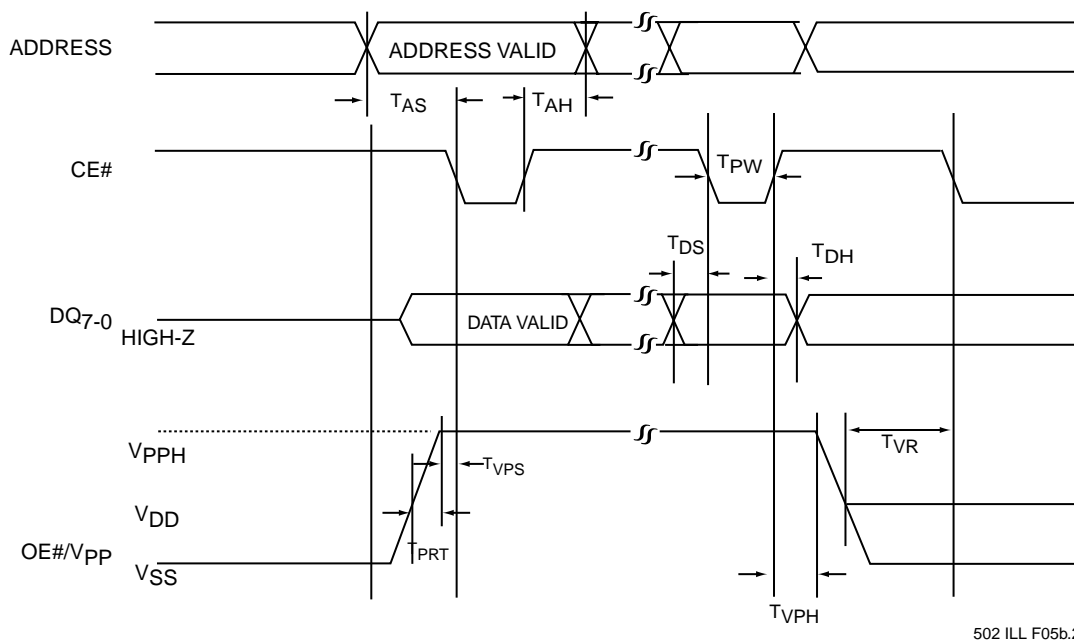 ADDRESS
ADDRESS VALID
TAS
TAH
CE#
TPW
TDS
TDH
DQ7-0
HIGH-Z
DATA VALID
VPPH
TVPS
TVR
VDD
TPRT
OE#/VPP
VSS
TVPH
502 ILL F05b.2